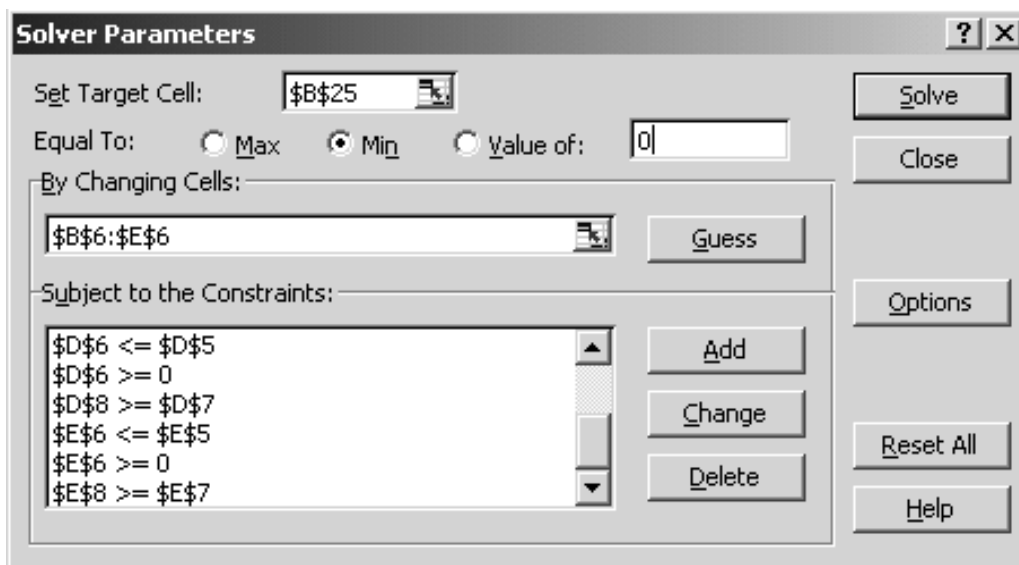 Solver Parameters
Set Target Cell: $B$25 Solve
Equal To: Max Min Value of: 0 Close
By Changing Cells:
$B$6:$E$6 Guess
Subject to the Constraints: Options
$D$6 <= $D$5 Add
$D$6 >= 0
$D$8 >= $D$7 Change
$E$6 <= $E$5 Reset All
$E$6 >= 0 Delete
$E$8 >= $E$7 Help